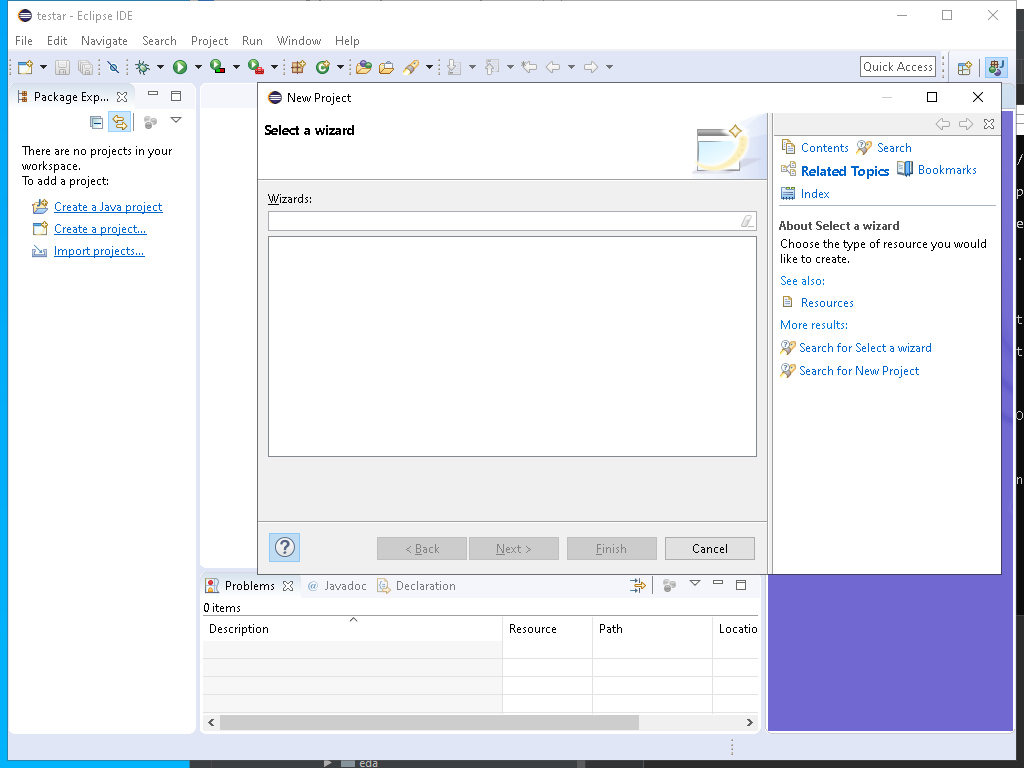 testar - Eclipse IDE
File Edit Navigate Search Project Run Window Help
Quick Access
Package Exp...
There are no projects in your
workspace.
To add a project:
Create a Java project
Create a project...
Import projects...
New Project
Select a wizard
Wizards:
< Back Next > Finish Cancel
Contents Search
Related Topics Bookmarks
Index
About Select a wizard
Choose the type of resource you would
like to create.
See also:
Resources
More results:
Search for Select a wizard
Search for New Project
Problems @ Javadoc Declaration
0 items
Description Resource Path Locatio
eda